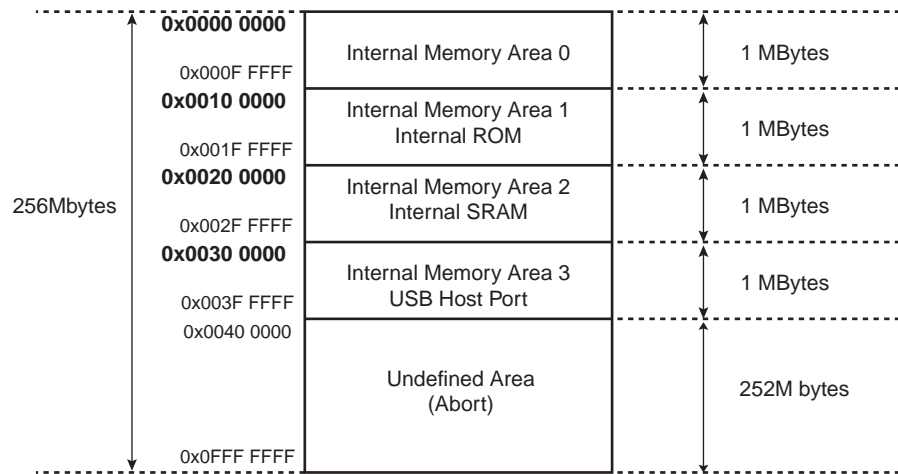 0x0000 0000
Internal Memory Area 0
1 MBytes
0x000F FFFF
0x0010 0000
Internal Memory Area 1
Internal ROM
1 MBytes
0x001F FFFF
0x0020 0000
Internal Memory Area 2
Internal SRAM
1 MBytes
256Mbytes
0x002F FFFF
0x0030 0000
Internal Memory Area 3
USB Host Port
1 MBytes
0x003F FFFF
0x0040 0000
Undefined Area
(Abort)
252M bytes
0x0FFF FFFF